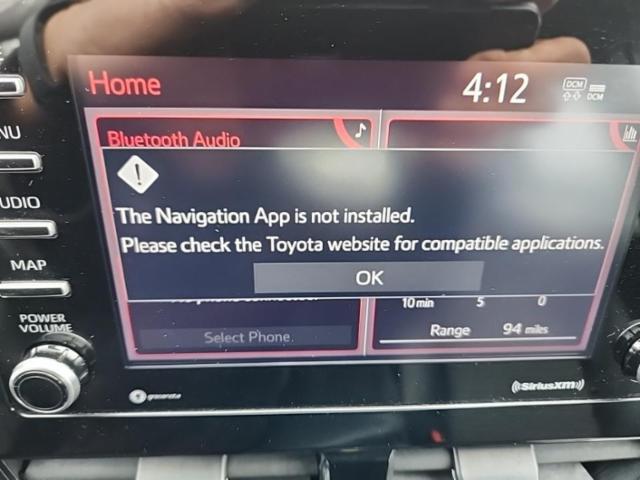 Home
4:12
DCM
DCM
NU
Bluetooth Audio
The Navigation App is not installed.
UDIO
Please check the Toyota website for compatible applications.
MAP
OK
10 min 5 0
POWER
VOLUME
Select Phone
Range 94 miles
gracenote
((SiriusXM))